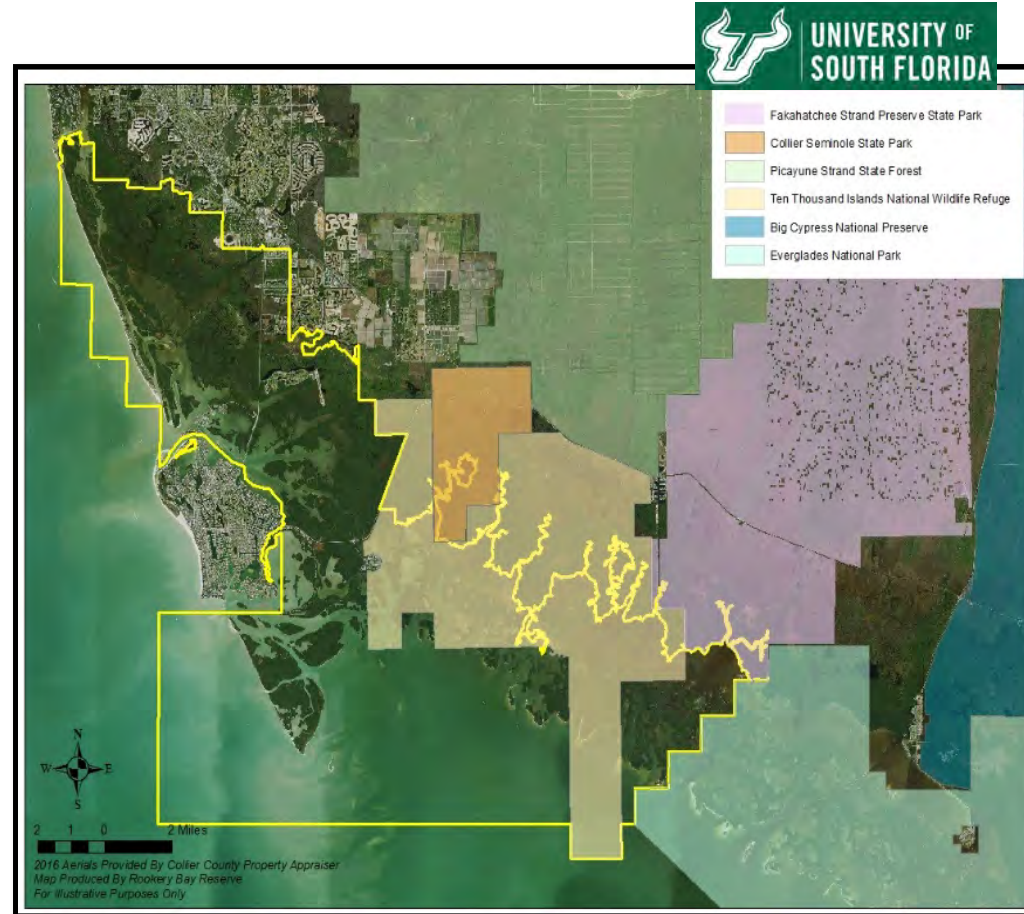 UNIVERSITY OF
SOUTH FLORIDA
Fakahatchee Strand Preserve State Park
Collier Seminole State Park
Picayune Strand State Forest
Ten Thousand Islands National Wildlife Refuge
Big Cypress National Preserve
Everglades National Park
N
W E
S
2 1 0 2 Miles
2016 Aerials Provided By Collier County Property Appraiser
Map Produced By Rookery Bay Reserve
For Illustrative Purposes Only